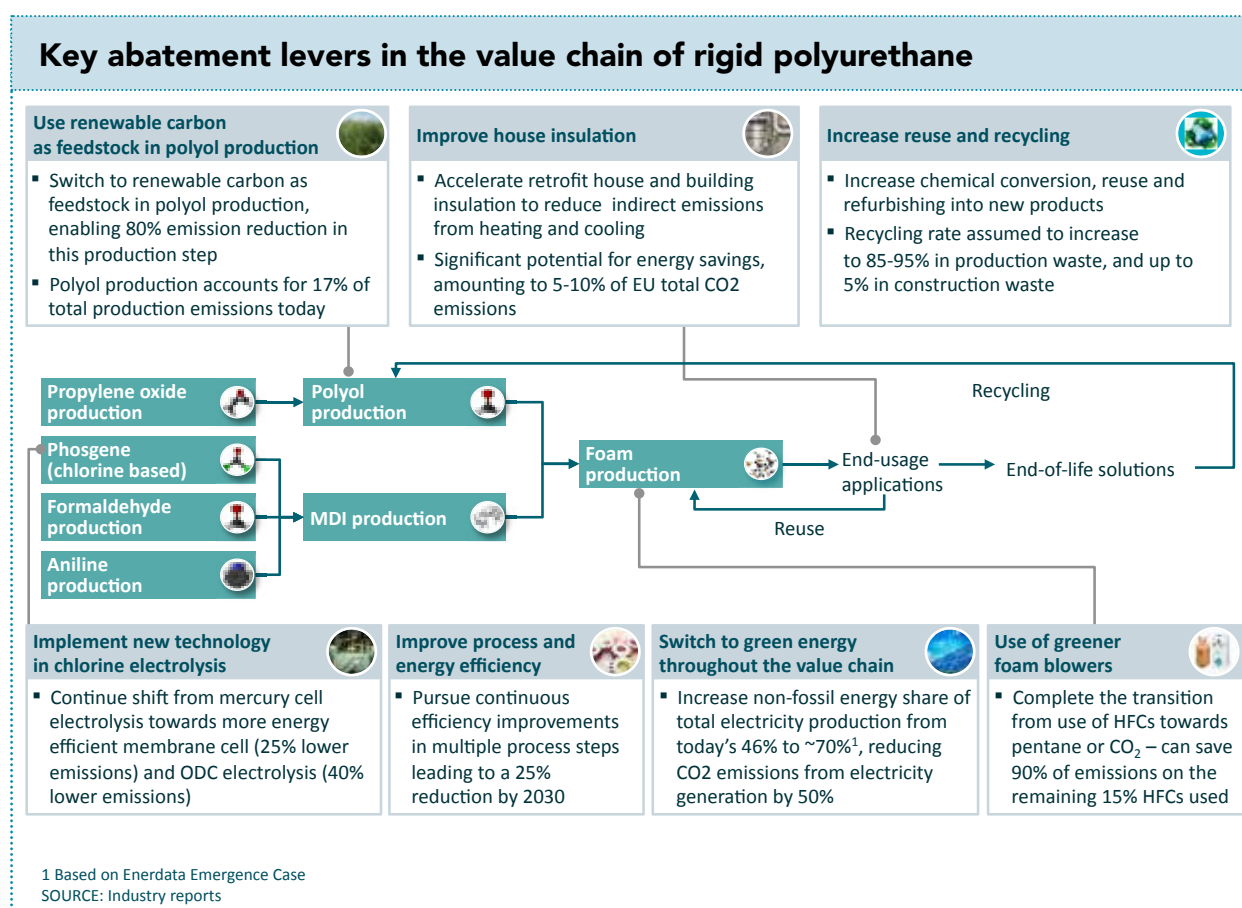 Key abatement levers in the value chain of rigid polyurethane
Use renewable carbon
as feedstock in polyol production
▪ Switch to renewable carbon as
feedstock in polyol production,
enabling 80% emission reduction in
this production step
▪ Polyol production accounts for 17% of
total production emissions today
Improve house insulation
▪ Accelerate retrofit house and building
insulation to reduce indirect emissions
from heating and cooling
▪ Significant potential for energy savings,
amounting to 5-10% of EU total CO2
emissions
Increase reuse and recycling
▪ Increase chemical conversion, reuse and
refurbishing into new products
▪ Recycling rate assumed to increase
to 85-95% in production waste, and up to
5% in construction waste
Propylene oxide
production
Polyol
production
Recycling
Phosgene
(chlorine based)
Foam
production
End-usage
applications
End-of-life solutions
Formaldehyde
production
MDI production
Reuse
Aniline
production
Implement new technology
in chlorine electrolysis
▪ Continue shift from mercury cell
electrolysis towards more energy
efficient membrane cell (25% lower
emissions) and ODC electrolysis (40%
lower emissions)
Improve process and
energy efficiency
▪ Pursue continuous
efficiency improvements
in multiple process steps
leading to a 25%
reduction by 2030
Switch to green energy
throughout the value chain
▪ Increase non-fossil energy share of
total electricity production from
today's 46% to ~70%¹, reducing
CO2 emissions from electricity
generation by 50%
Use of greener
foam blowers
▪ Complete the transition
from use of HFCs towards
pentane or CO₂ – can save
90% of emissions on the
remaining 15% HFCs used
1 Based on Enerdata Emergence Case
SOURCE: Industry reports